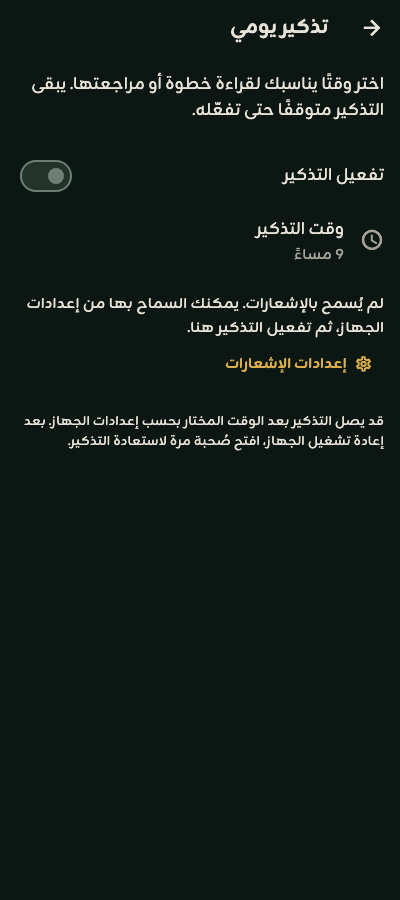 تذكير يومي
اختر وقتًا يناسبك لقراءة خطوة أو مراجعتها. يبقى
التذكير متوقفًا حتى تفعّله.
تفعيل التذكير
وقت التذكير
9 مساءً
لم يُسمح بالإشعارات. يمكنك السماح بها من إعدادات
الجهاز، ثم تفعيل التذكير هنا.
إعدادات الإشعارات
قد يصل التذكير بعد الوقت المختار بحسب إعدادات الجهاز. بعد
إعادة تشغيل الجهاز، افتح صُحبة مرة لاستعادة التذكير.